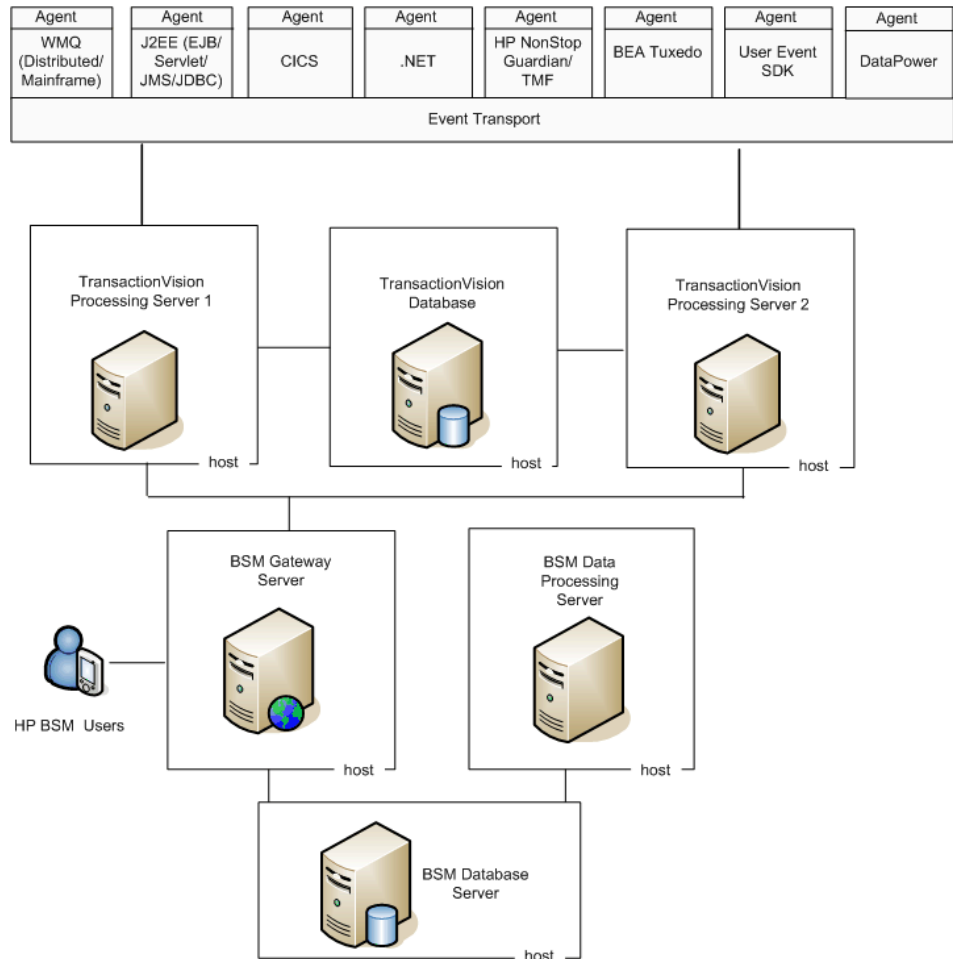 Agent
Agent
Agent
Agent
Agent
Agent
Agent
Agent
WMQ
(Distributed/
Mainframe)
J2EE (EJB/
Servlet/
JMS/JDBC)
CICS
.NET
HP NonStop
Guardian/
TMF
BEA Tuxedo
User Event
SDK
DataPower
Event Transport
TransactionVision
Processing Server 1
host
TransactionVision
Database
host
TransactionVision
Processing Server 2
host
BSM Gateway
Server
host
BSM Data
Processing
Server
host
HP BSM Users
BSM Database
Server
host